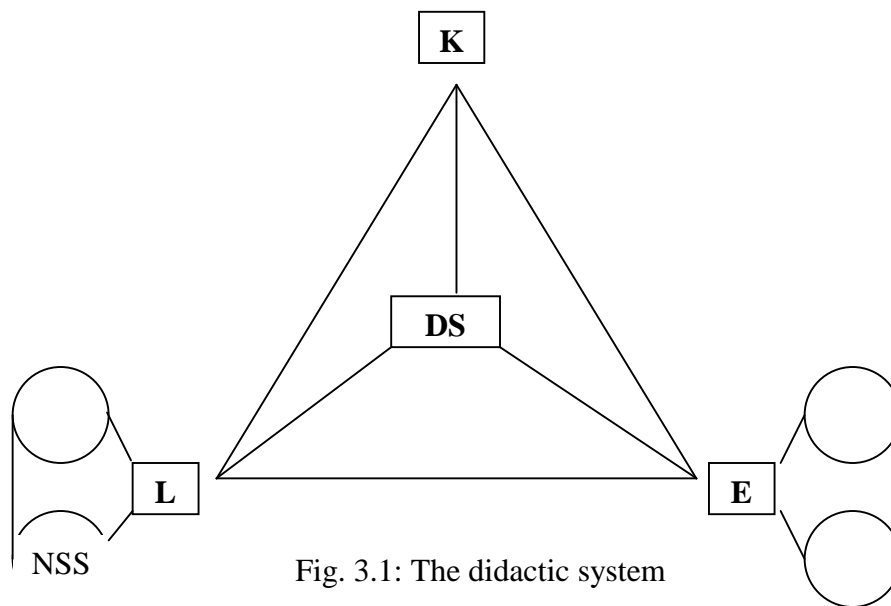 K
DS
L
E
NSS
Fig. 3.1: The didactic system